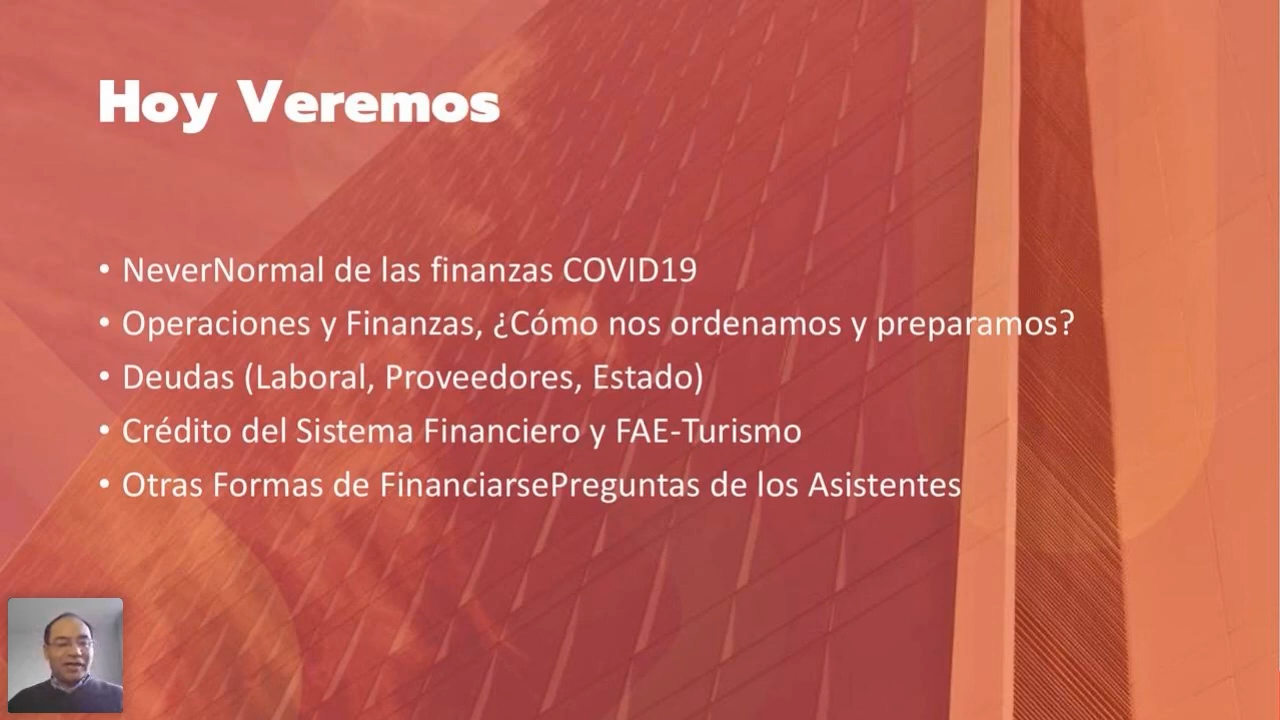 Hoy Veremos
• NeverNormal de las finanzas COVID19
• Operaciones y Finanzas, ¿Cómo nos ordenamos y preparamos?
• Deudas (Laboral, Proveedores, Estado)
• Crédito del Sistema Financiero y FAE-Turismo
• Otras Formas de FinanciarsePreguntas de los Asistentes